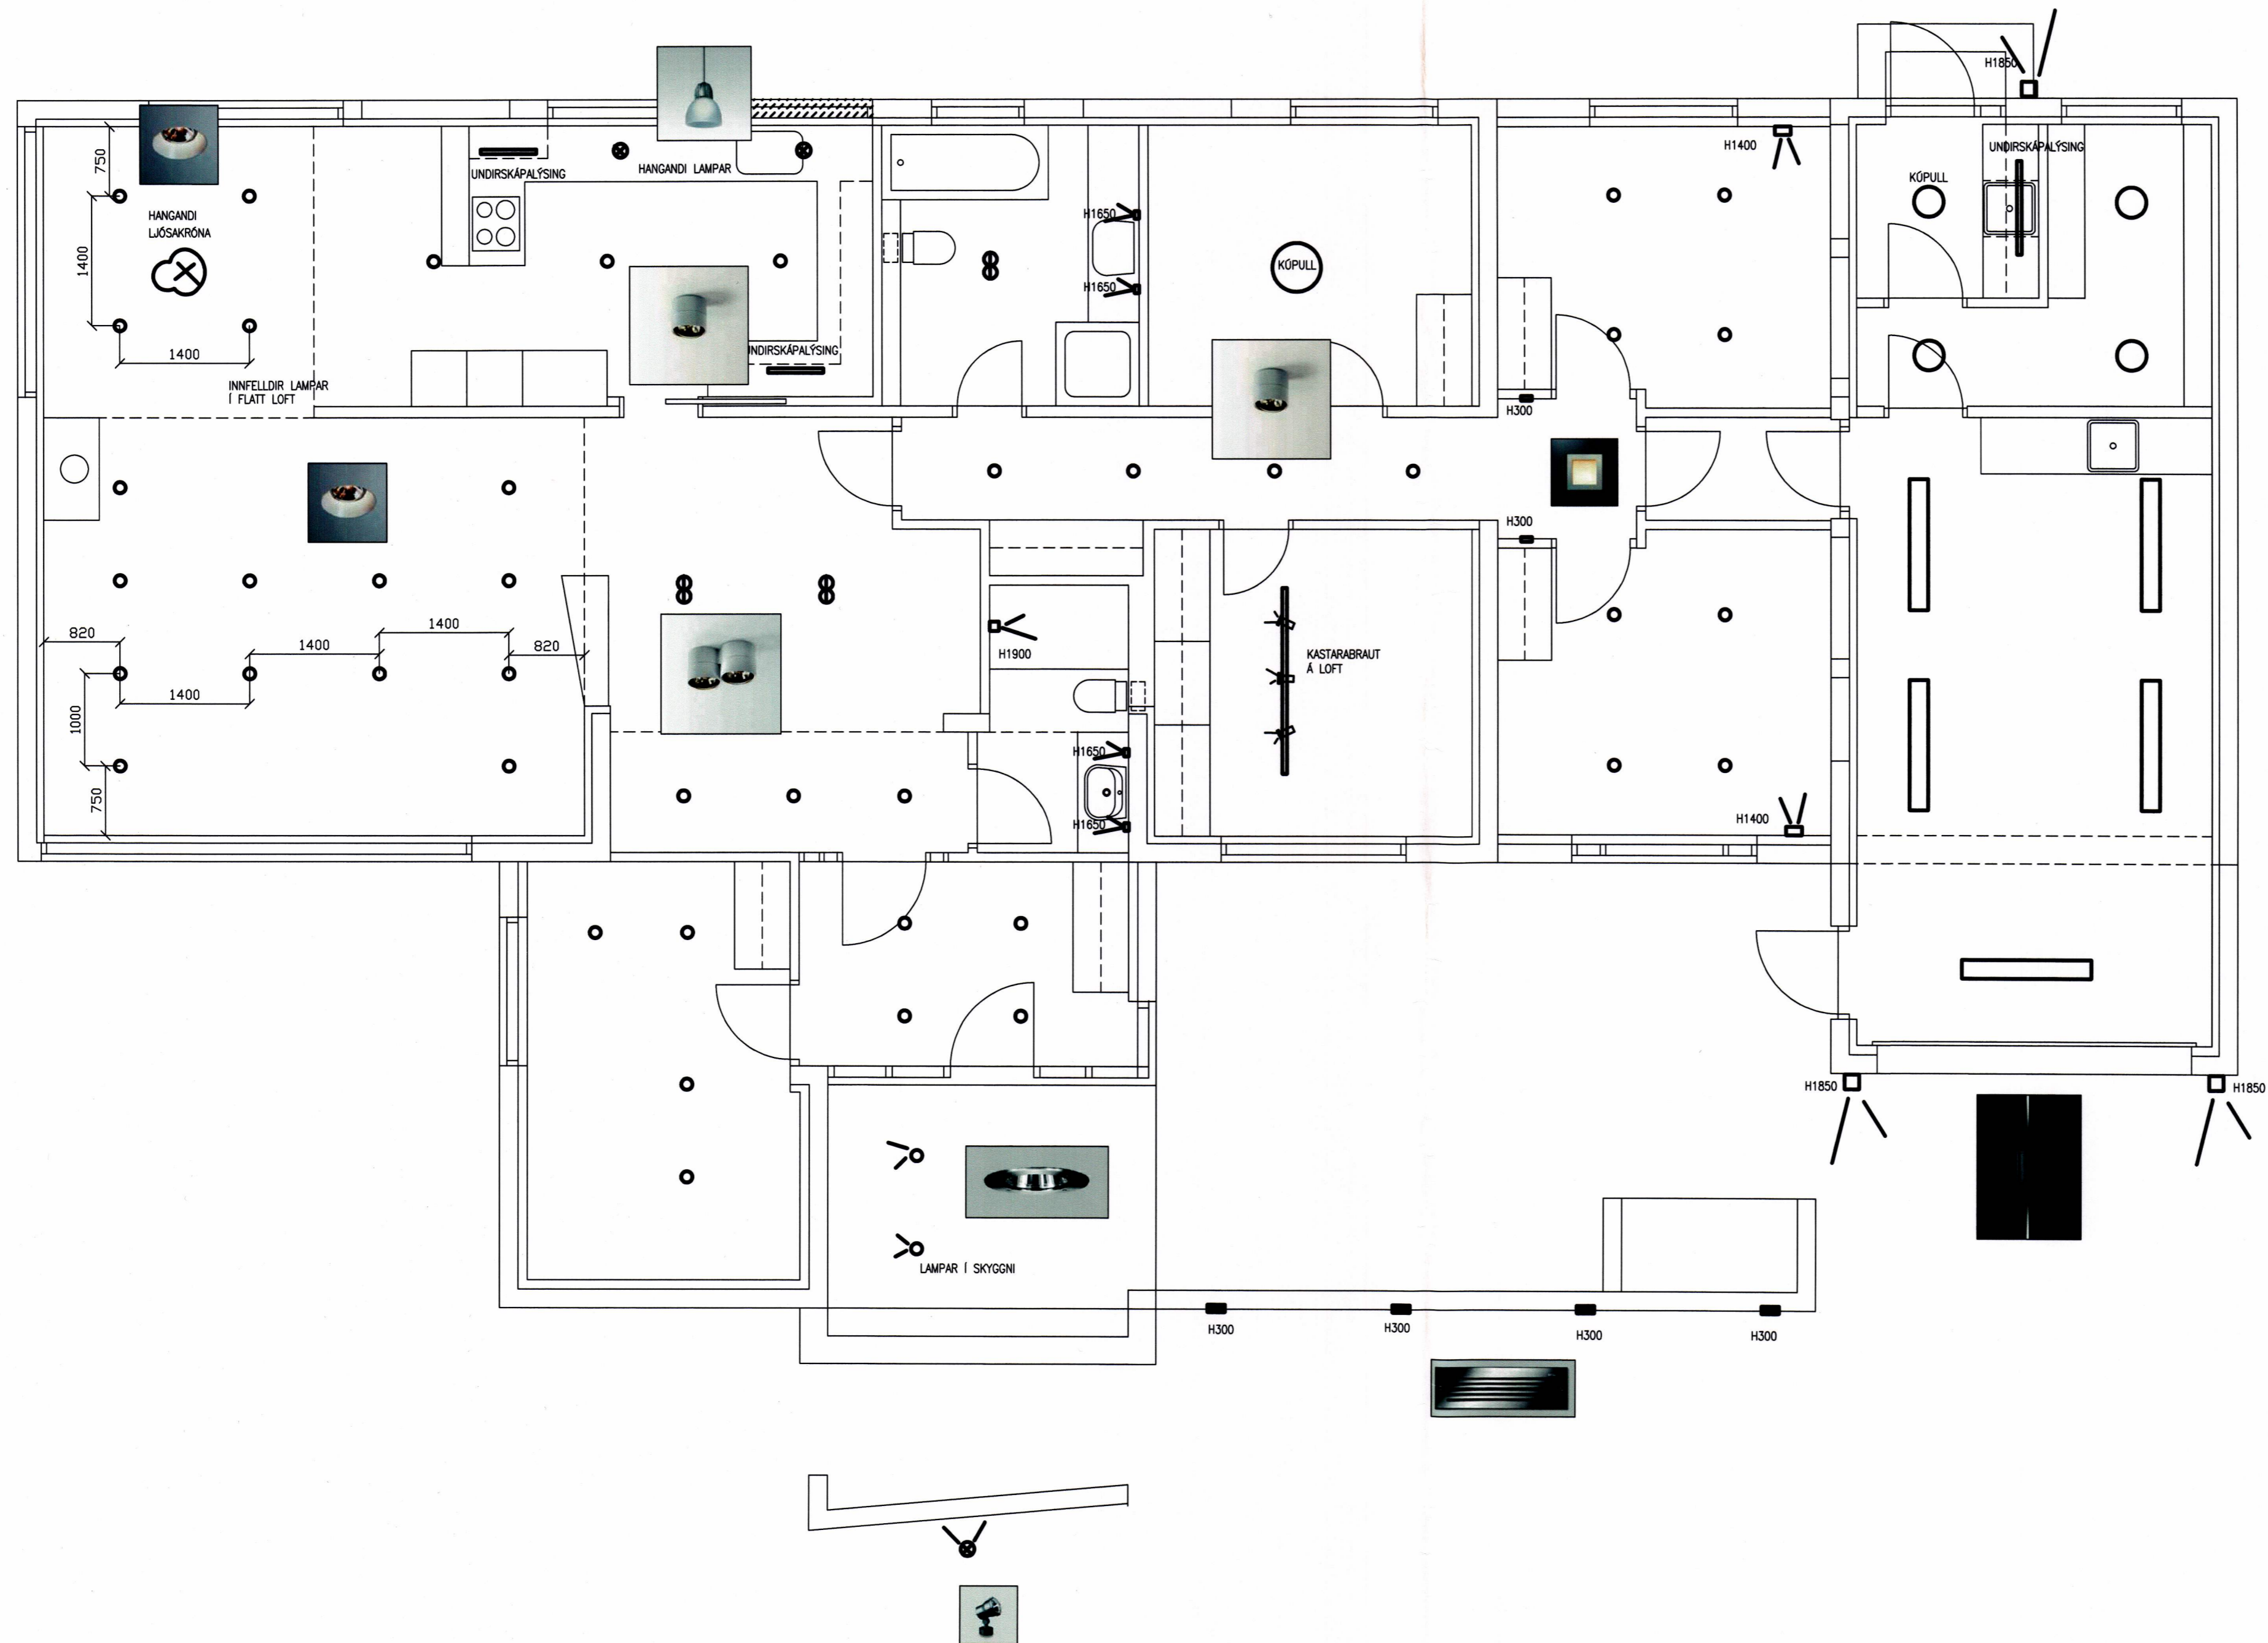 H1850
750
UNDIRSKÁPALÝSING
HANGANDI LAMPAR
H1400
UNDIRSKÁPALÝSING
KÚPULL
HANGANDI
LJÓSAKRÓNA
H1650
1400
KÚPULL
H1650
1400
UNDIRSKÁPALÝSING
INNFELLDIR LAMPAR
Í FLATT LOFT
H300
H300
820
1400
1400
820
H1900
KASTARABRAUT
Á LOFT
1400
1000
H1650
750
H1650
H1400
H1850
H1850
LAMPAR Í SKYGGNI
H300
H300
H300
H300